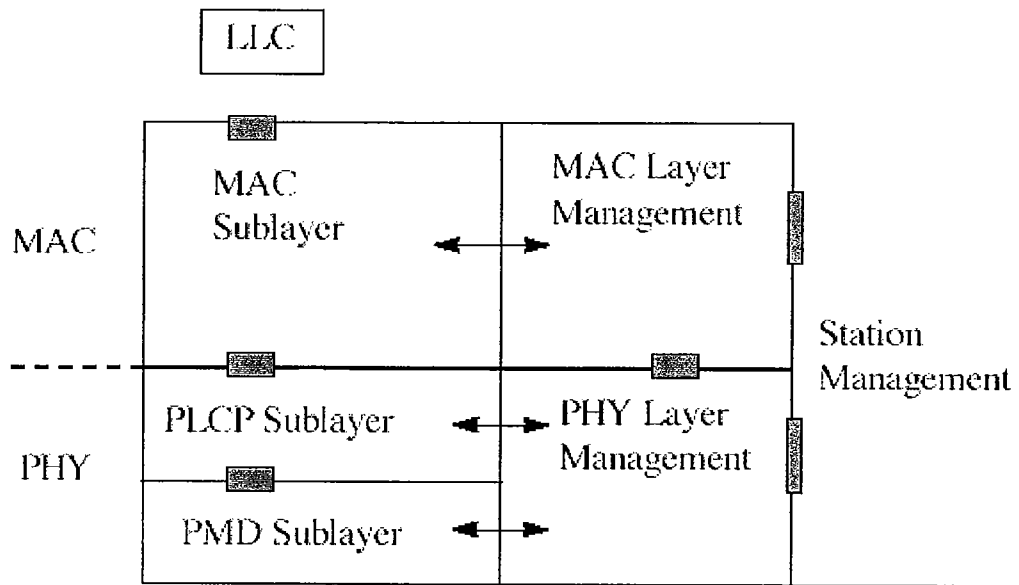 LLC
MAC
Sublayer
MAC Layer
Management
MAC
Station
Management
PLCP Sublayer
PHY Layer
Management
PHY
PMD Sublayer